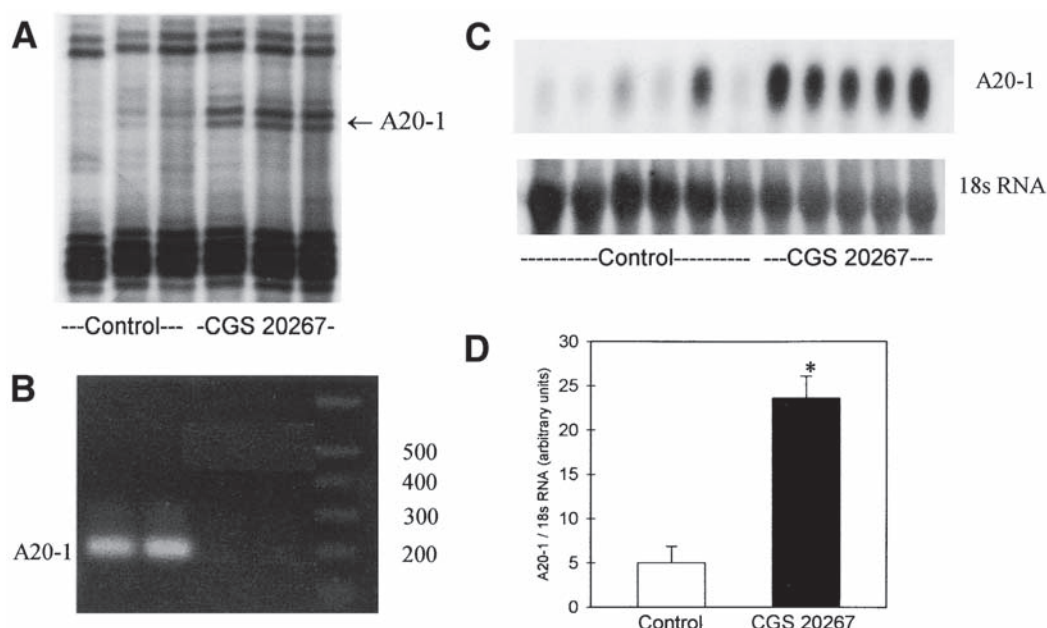 A
← A20-1
---Control--- -CGS 20267-
B
500
400
300
200
A20-1
C
A20-1
18s RNA
----------Control---------- ---CGS 20267---
D
A20-1 / 18s RNA (arbitrary units)
30
25
20
15
10
5
0
*
Control CGS 20267